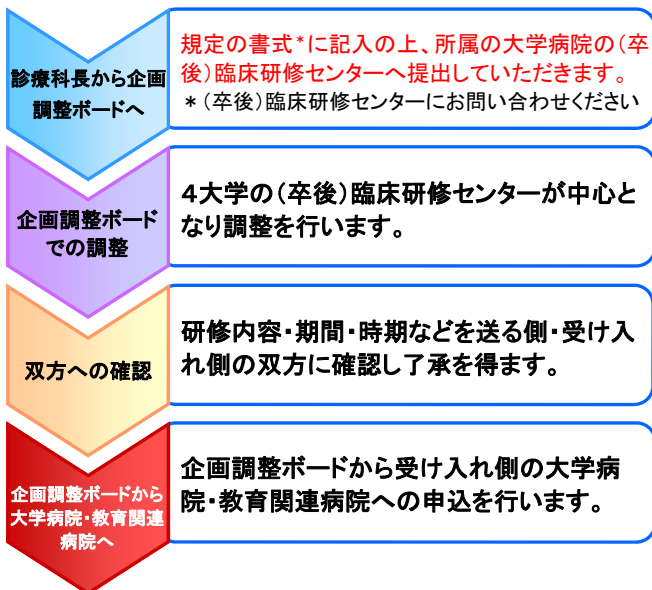 診療科長から企画
調整ボードへ
規定の書式*に記入の上、所属の大学病院の(卒
後)臨床研修センターへ提出していただきます。
*(卒後)臨床研修センターにお問い合わせください
企画調整ボード
での調整
4大学の(卒後)臨床研修センターが中心と
なり調整を行います。
双方への確認
研修内容・期間・時期などを送る側・受け入
れ側の双方に確認し了承を得ます。
企画調整ボードから
大学病院・教育関連
病院へ
企画調整ボードから受け入れ側の大学病
院・教育関連病院への申込を行います。